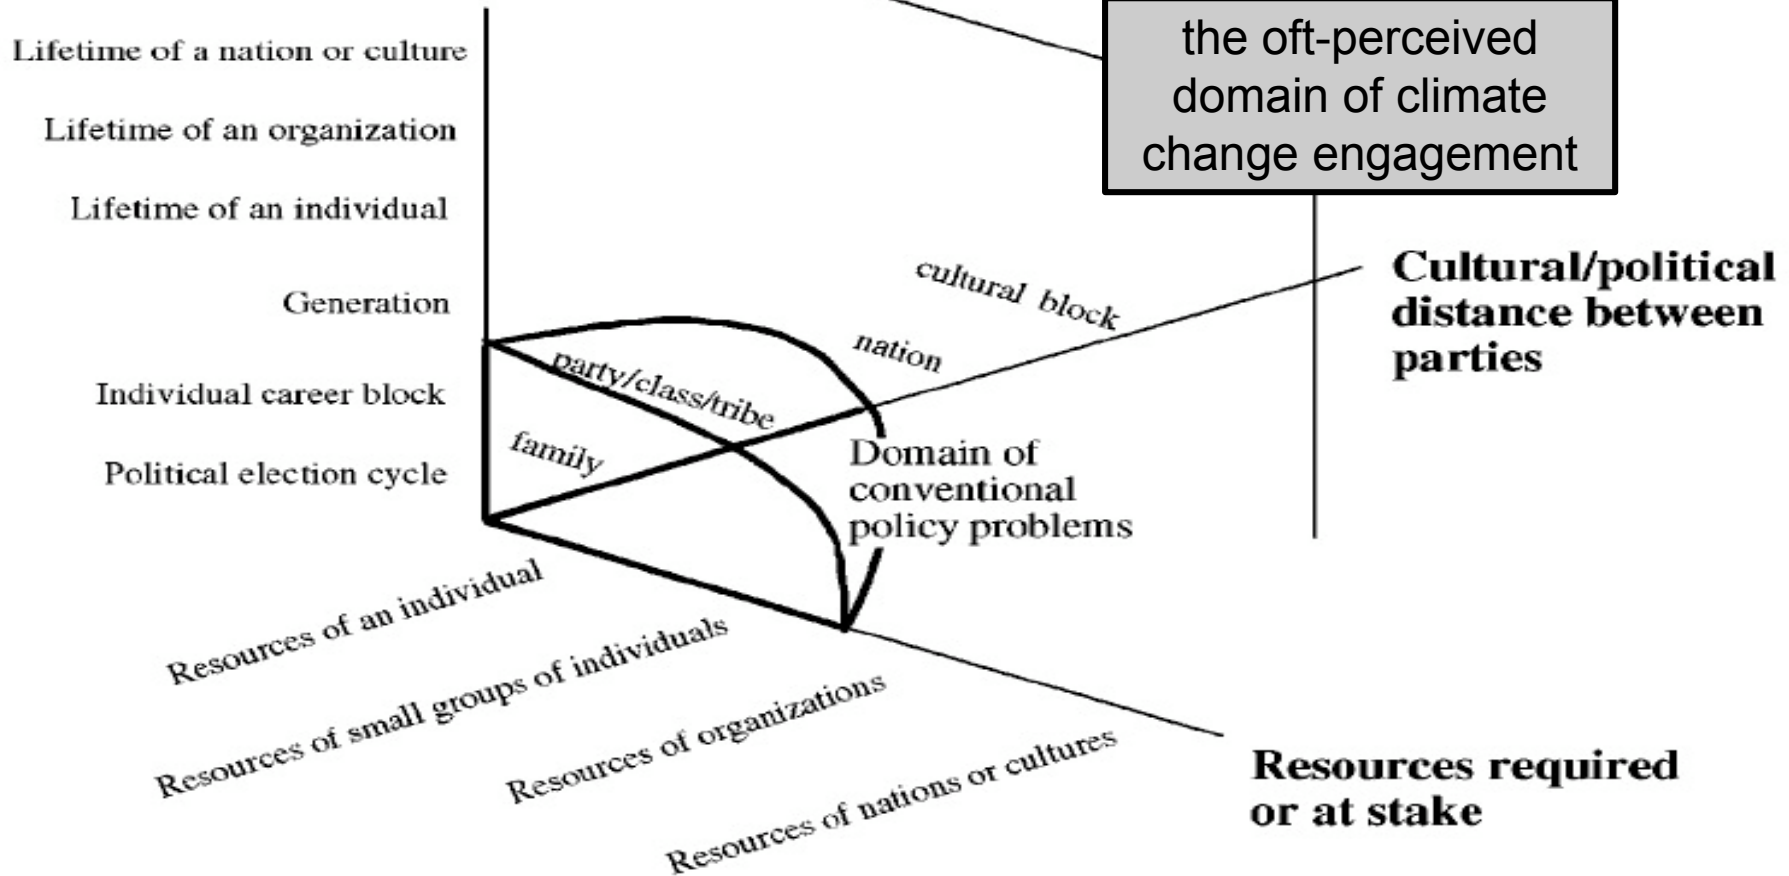 the oft-perceived
domain of climate
change engagement
Lifetime of a nation or culture
Lifetime of an organization
Lifetime of an individual
Generation
Individual career block
Political election cycle
cultural block
nation
party/class/tribe
family
Cultural/political
distance between
parties
Domain of
conventional
policy problems
Resources of an individual
Resources of small groups of individuals
Resources of organizations
Resources of nations or cultures
Resources required
or at stake